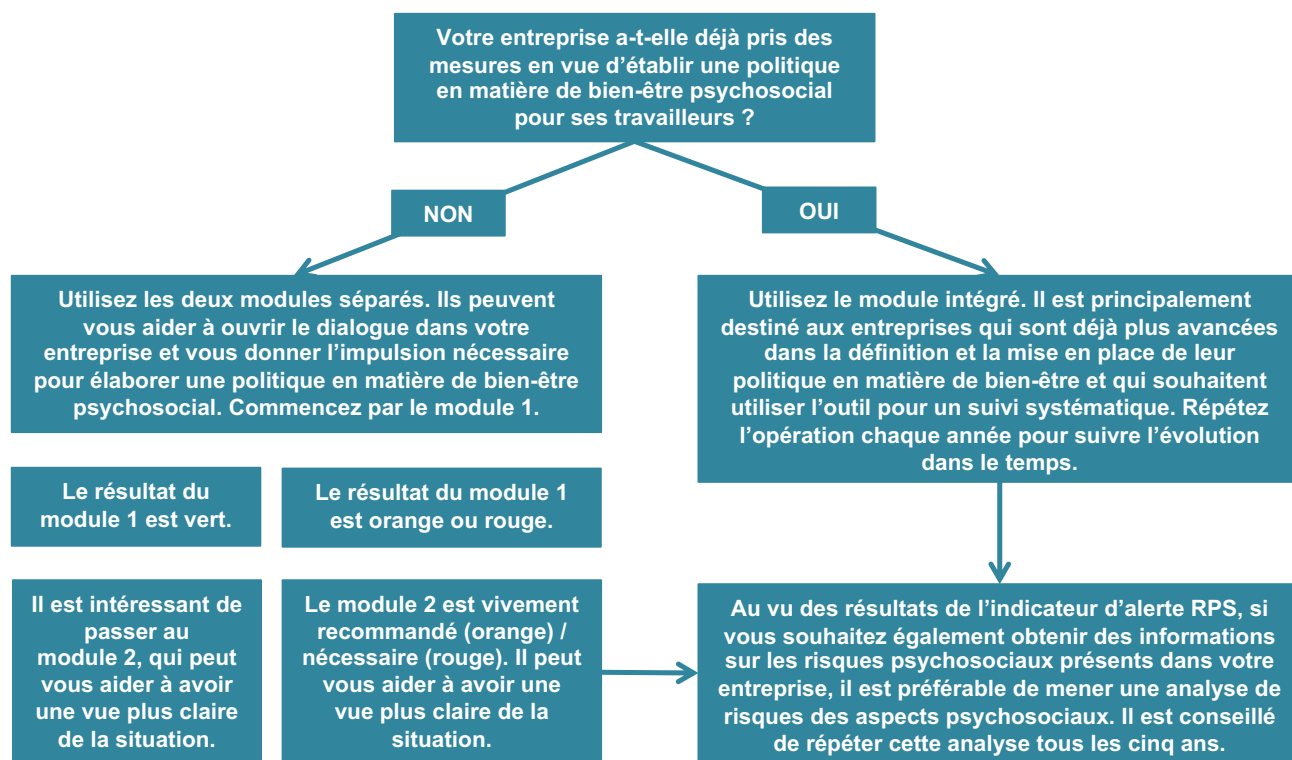 Votre entreprise a-t-elle déjà pris des
mesures en vue d’établir une politique
en matière de bien-être psychosocial
pour ses travailleurs ?
NON
OUI
Utilisez les deux modules séparés. Ils peuvent
vous aider à ouvrir le dialogue dans votre
entreprise et vous donner l’impulsion nécessaire
pour élaborer une politique en matière de bien-être
psychosocial. Commencez par le module 1.
Utilisez le module intégré. Il est principalement
destiné aux entreprises qui sont déjà plus avancées
dans la définition et la mise en place de leur
politique en matière de bien-être et qui souhaitent
utiliser l’outil pour un suivi systématique. Répétez
l’opération chaque année pour suivre l’évolution
dans le temps.
Le résultat du
module 1 est vert.
Le résultat du module 1
est orange ou rouge.
Il est intéressant de
passer au
module 2, qui peut
vous aider à avoir
une vue plus claire
de la situation.
Le module 2 est vivement
recommandé (orange) /
nécessaire (rouge). Il peut
vous aider à avoir une
vue plus claire de la
situation.
Au vu des résultats de l’indicateur d’alerte RPS, si
vous souhaitez également obtenir des informations
sur les risques psychosociaux présents dans votre
entreprise, il est préférable de mener une analyse de
risques des aspects psychosociaux. Il est conseillé
de répéter cette analyse tous les cinq ans.